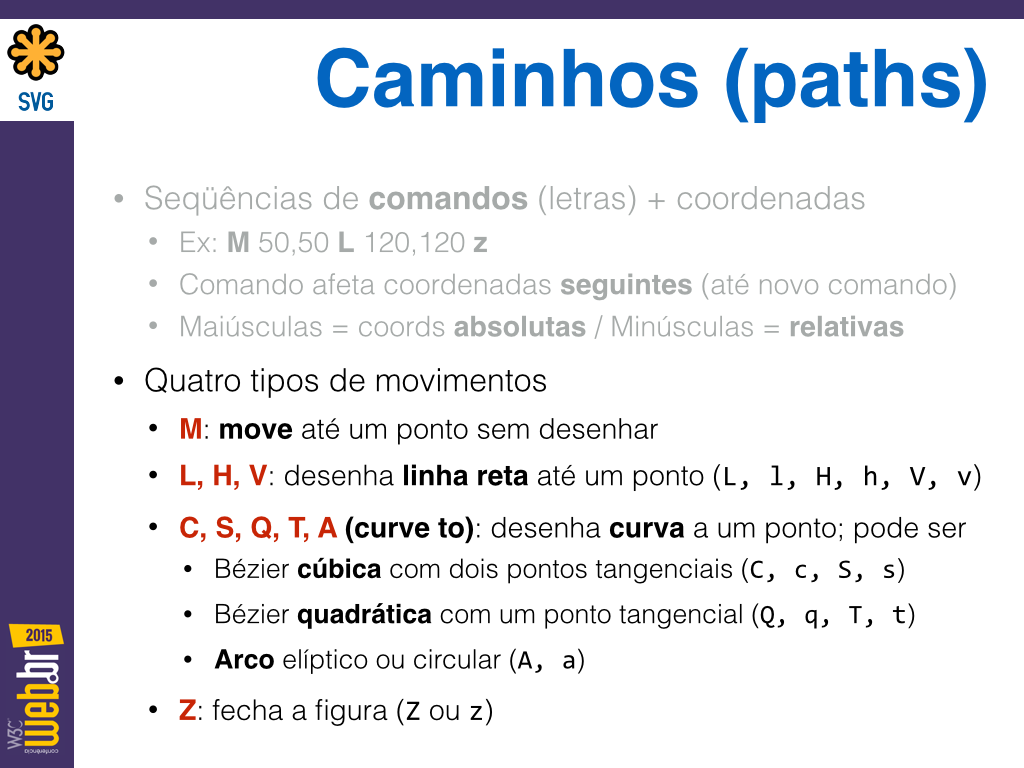 SVG
Caminhos (paths)
• Seqüências de comandos (letras) + coordenadas
• Ex: M 50,50 L 120,120 z
• Comando afeta coordenadas seguintes (até novo comando)
• Maiúsculas = coords absolutas / Minúsculas = relativas
• Quatro tipos de movimentos
• M: move até um ponto sem desenhar
• L, H, V: desenha linha reta até um ponto (L, l, H, h, V, v)
• C, S, Q, T, A (curve to): desenha curva a um ponto; pode ser
• Bézier cúbica com dois pontos tangenciais (C, c, S, s)
• Bézier quadrática com um ponto tangencial (Q, q, T, t)
• Arco elíptico ou circular (A, a)
• Z: fecha a figura (Z ou z)
2015
conferência
W3C
web.br